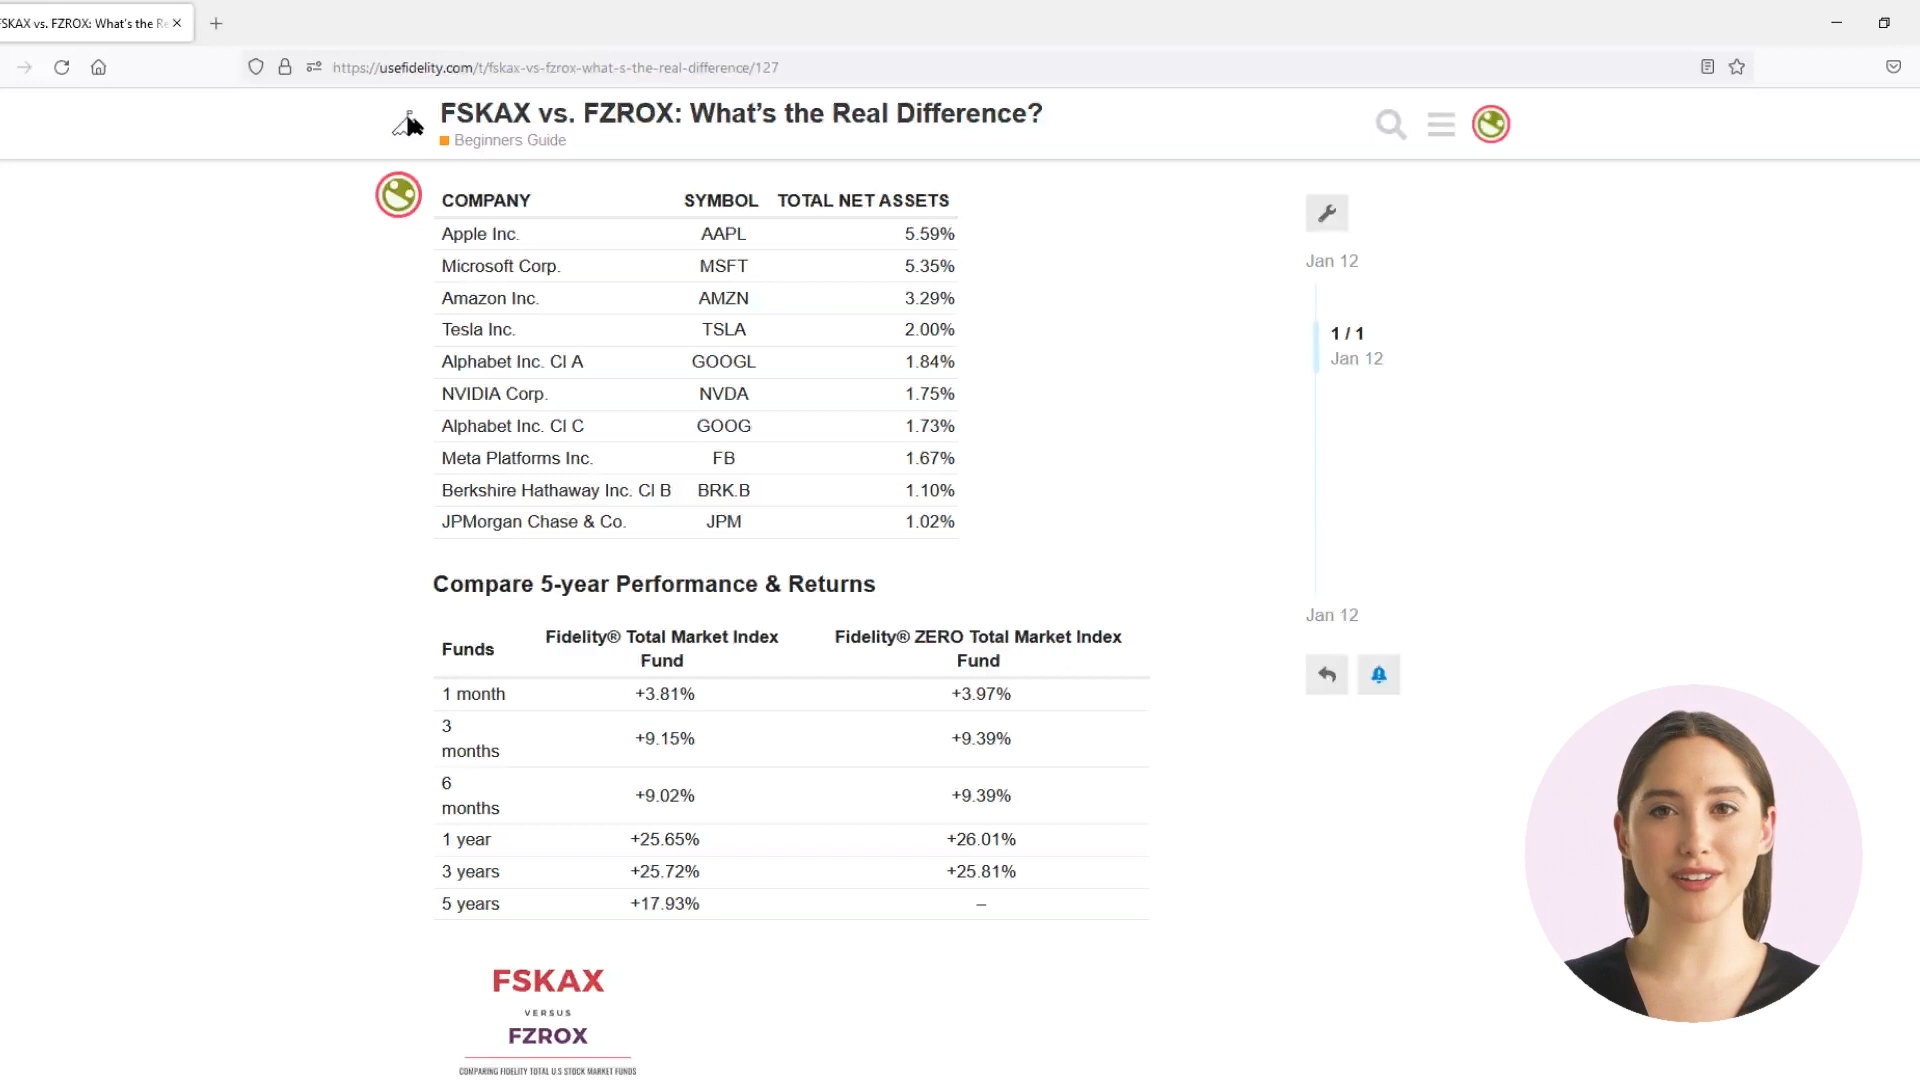 FSKAX vs. FZROX: What's the Re
https://usefidelity.com/t/fskax-vs-fzrox-what-s-the-real-difference/127
FSKAX vs. FZROX: What’s the Real Difference?
Beginners Guide
COMPANY SYMBOL TOTAL NET ASSETS
Apple Inc. AAPL 5.59%
Microsoft Corp. MSFT 5.35%
Amazon Inc. AMZN 3.29%
Tesla Inc. TSLA 2.00%
Alphabet Inc. Cl A GOOGL 1.84%
NVIDIA Corp. NVDA 1.75%
Alphabet Inc. Cl C GOOG 1.73%
Meta Platforms Inc. FB 1.67%
Berkshire Hathaway Inc. Cl B BRK.B 1.10%
JPMorgan Chase & Co. JPM 1.02%
Compare 5-year Performance & Returns
Funds
Fidelity® Total Market Index
Fund
Fidelity® ZERO Total Market Index
Fund
1 month +3.81% +3.97%
3
months
+9.15% +9.39%
6
months
+9.02% +9.39%
1 year +25.65% +26.01%
3 years +25.72% +25.81%
5 years +17.93% –
FSKAX
VERSUS
FZROX
COMPARING FIDELITY TOTAL U.S STOCK MARKET FUNDS
Jan 12
1 / 1
Jan 12
Jan 12